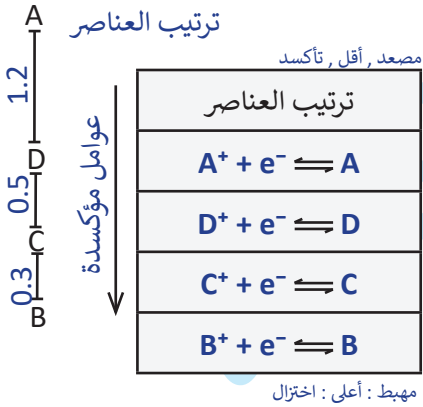 ترتيب العناصر
مصعد , أقل , تأكسد
A
1.2
D
0.5
C
0.3
B
عوامل مؤكسدة
ترتيب العناصر
A⁺ + e⁻ ⇌ A
D⁺ + e⁻ ⇌ D
C⁺ + e⁻ ⇌ C
B⁺ + e⁻ ⇌ B
مهبط : أعلى : اختزال